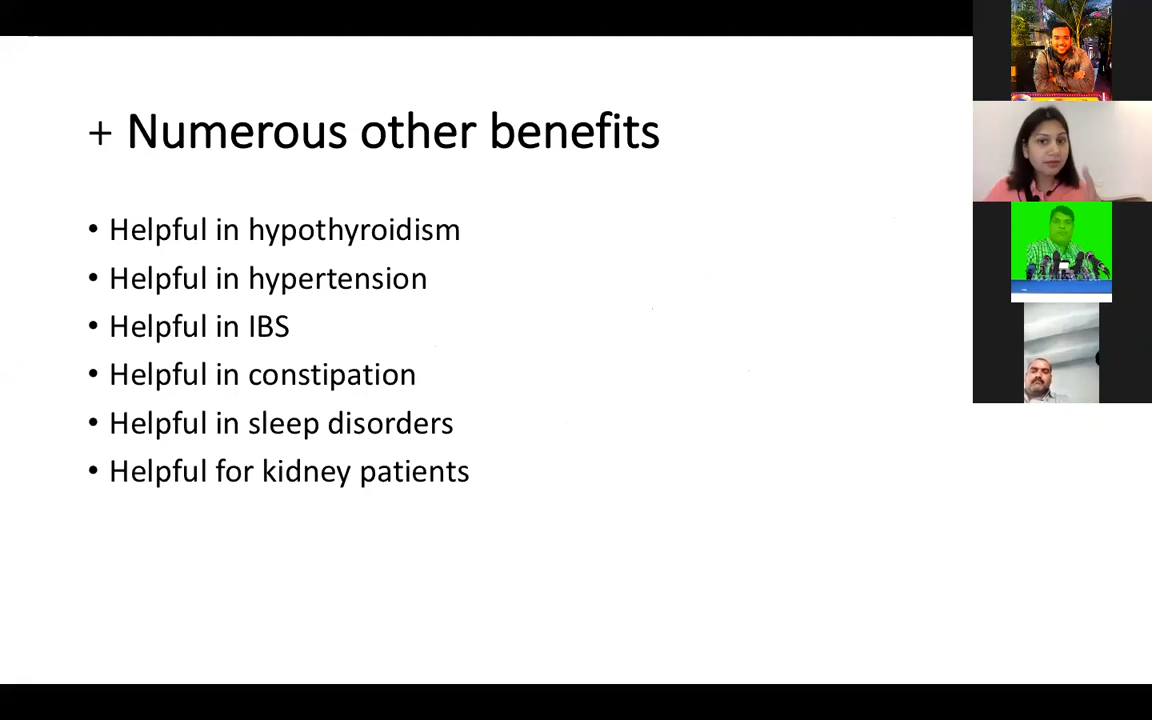 + Numerous other benefits
• Helpful in hypothyroidism
• Helpful in hypertension
• Helpful in IBS
• Helpful in constipation
• Helpful in sleep disorders
• Helpful for kidney patients